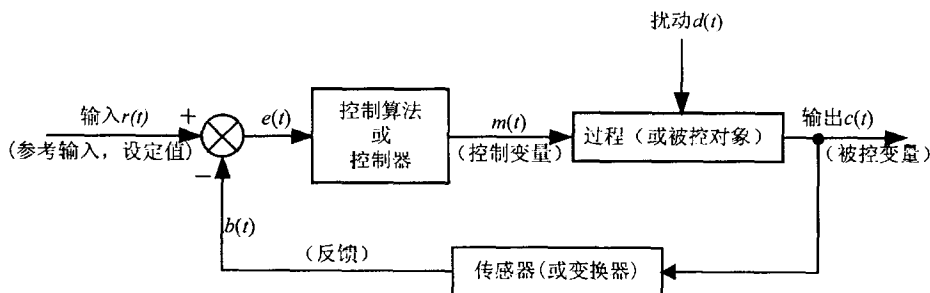 扰动d(t)
输入r(t)
(参考输入，设定值)
+
−
e(t)
控制算法
或
控制器
m(t)
（控制变量）
过程（或被控对象）
输出c(t)
（被控变量）
b(t)
（反馈）
传感器(或变换器)